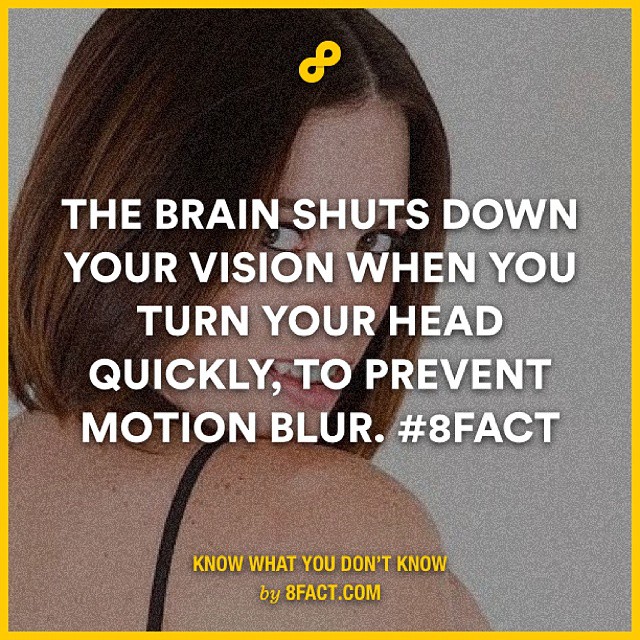 THE BRAIN SHUTS DOWN
YOUR VISION WHEN YOU
TURN YOUR HEAD
QUICKLY, TO PREVENT
MOTION BLUR. #8FACT
KNOW WHAT YOU DON'T KNOW
by 8FACT.COM